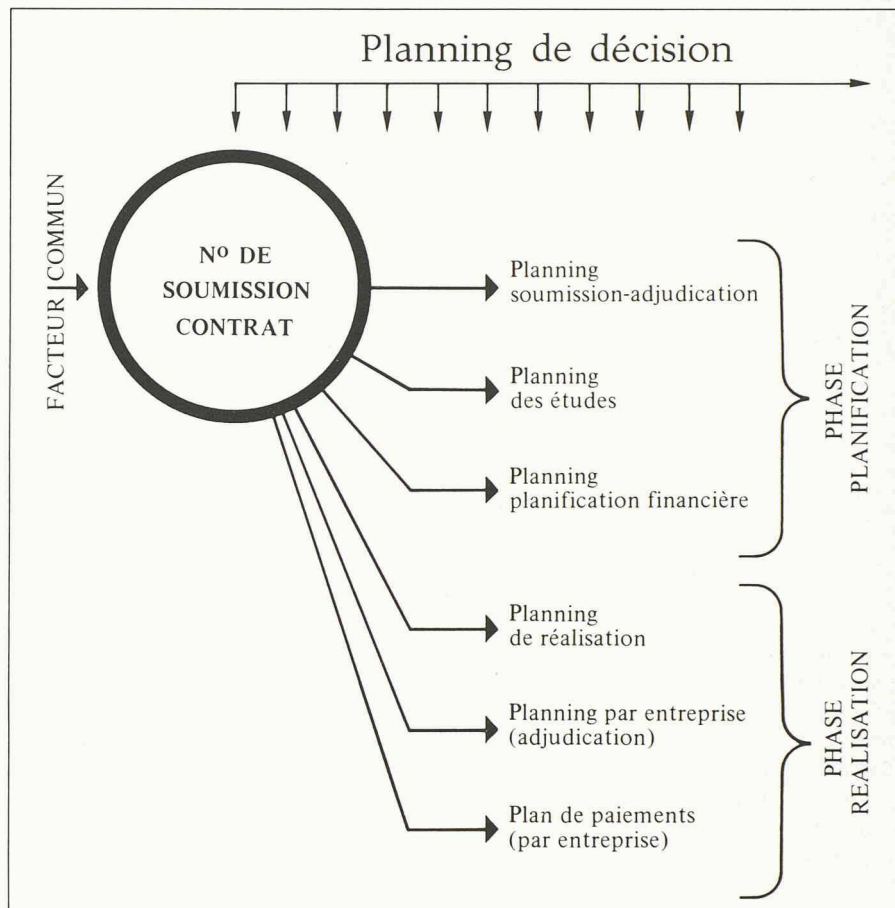 Planning de décision
FACTEUR COMMUN
Nº DE
SOUMISSION
CONTRAT
Planning
soumission-adjudication
Planning
des études
Planning
planification financière
PHASE
PLANIFICATION
Planning
de réalisation
Planning par entreprise
(adjudication)
Plan de paiements
(par entreprise)
PHASE
REALISATION